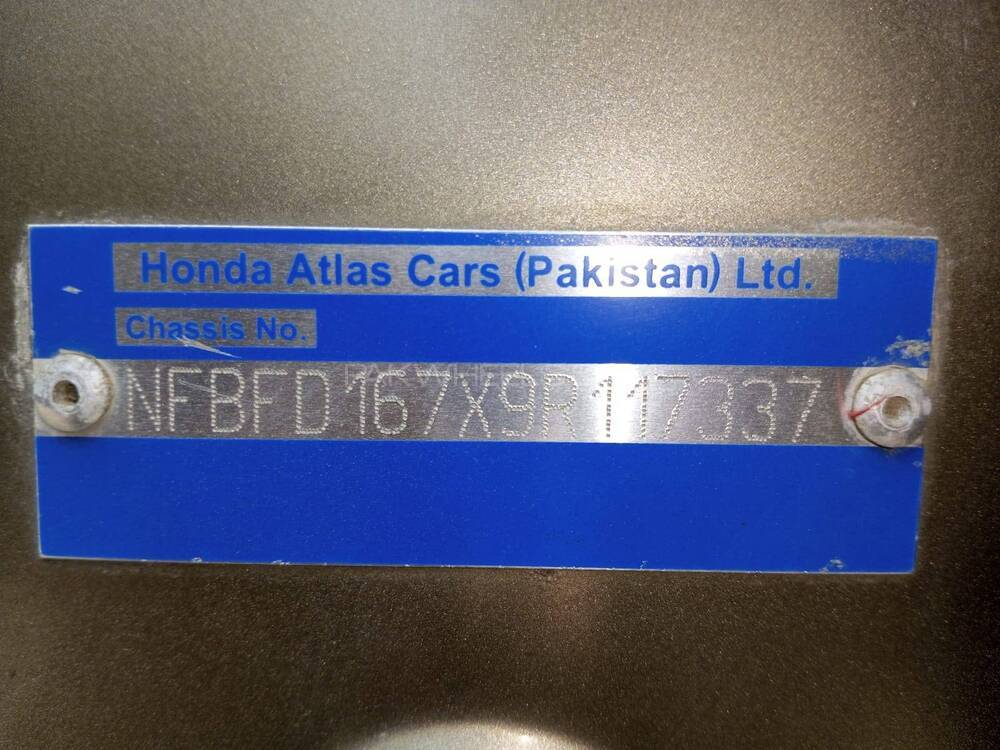 Honda Atlas Cars (Pakistan) Ltd.
Chassis No.
NFBFD167X9R117337